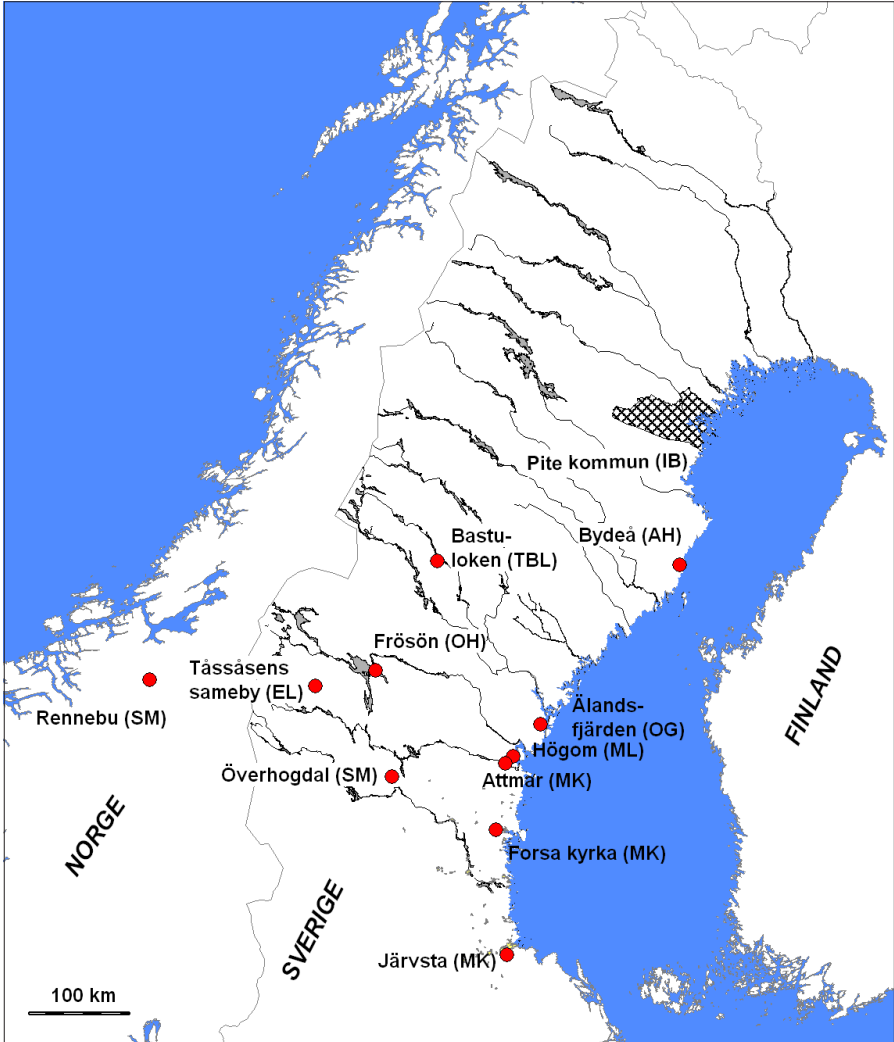 Pite kommun (IB)
Bastu-
loken (TBL)
Bydeå (AH)
Frösön (OH)
Tåssåsens
sameby (EL)
Rennebu (SM)
Älands-
fjärden (OG)
Högom (ML)
Överhogdal (SM)
Attmar (MK)
Forsa kyrka (MK)
Järvsta (MK)
NORGE
SVERIGE
FINLAND
100 km